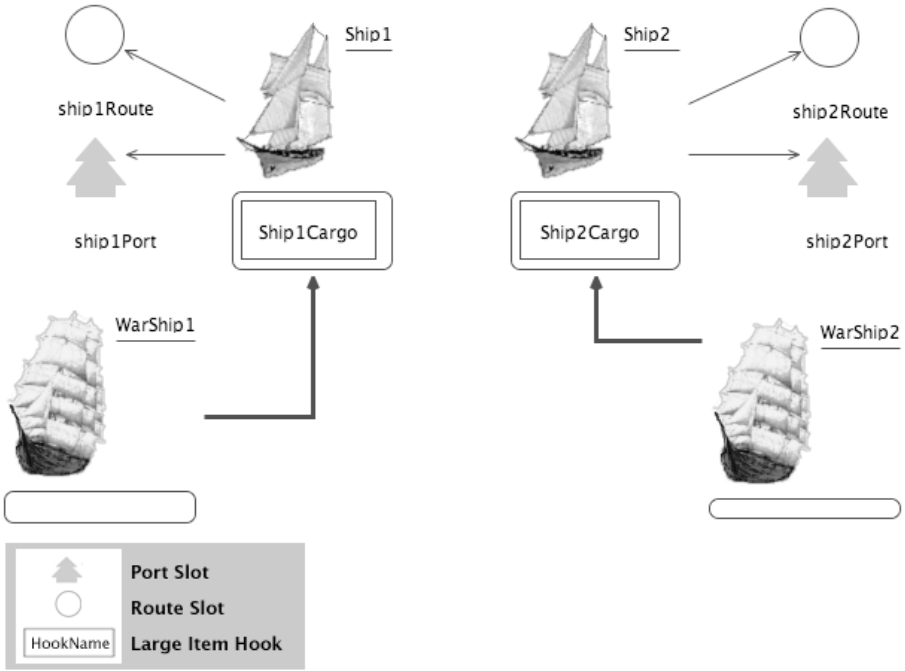 Ship1
Ship2
ship1Route
ship2Route
ship1Port
Ship1Cargo
Ship2Cargo
ship2Port
WarShip1
WarShip2
Port Slot
Route Slot
HookName
Large Item Hook